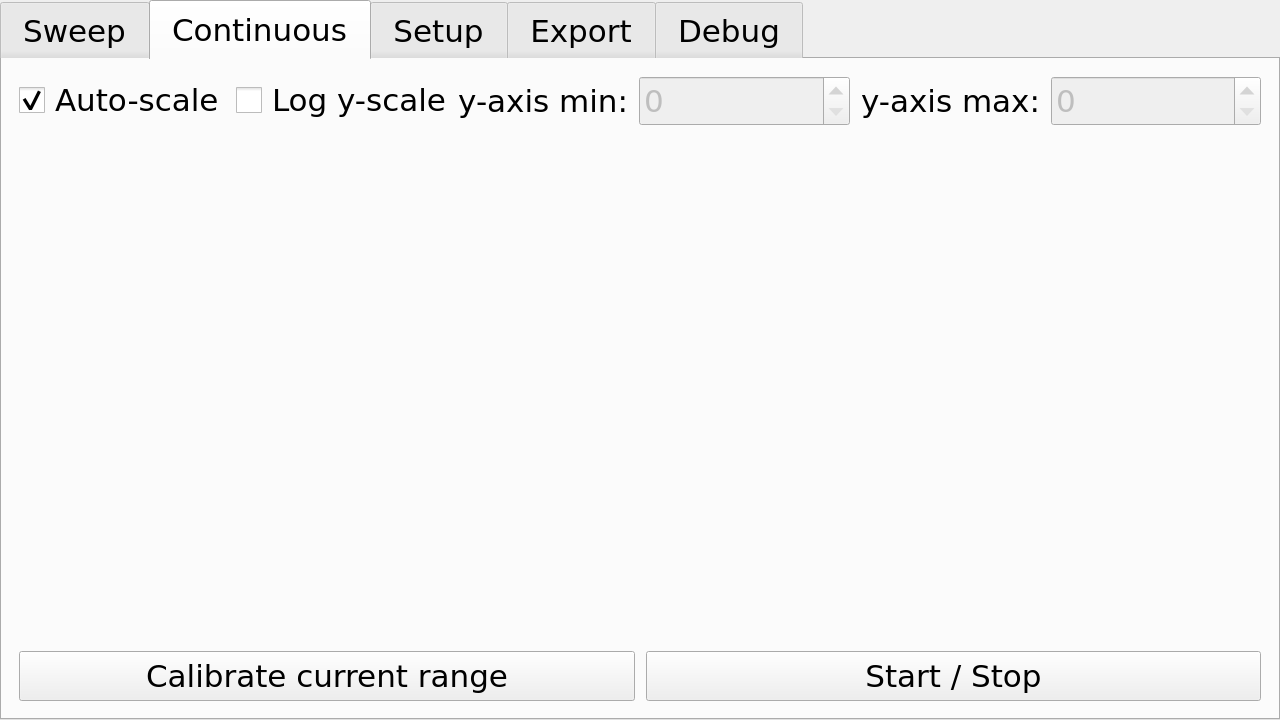 Sweep Continuous Setup Export Debug
Auto-scale Log y-scale y-axis min: 0 y-axis max: 0
Calibrate current range Start / Stop